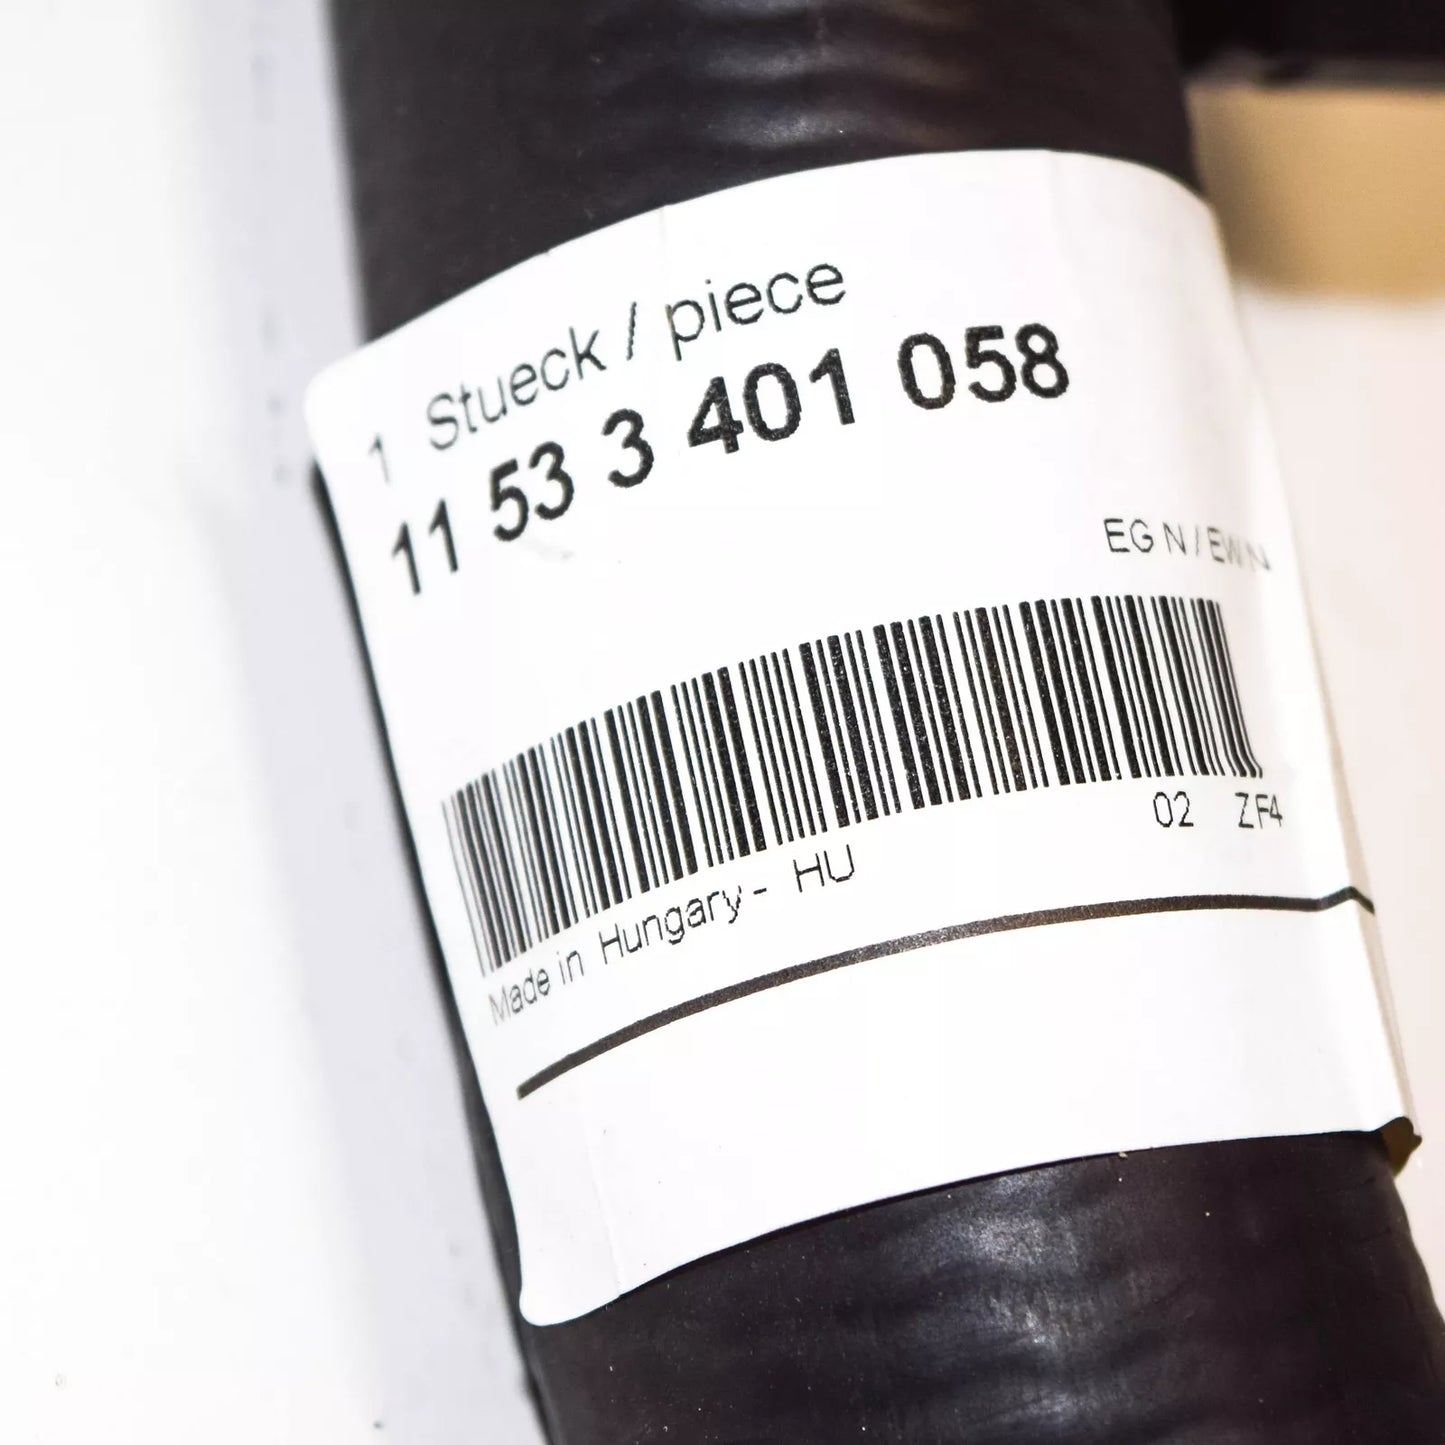 1 Stueck / piece
11 53 3 401 058
EG N / EW N
02 ZF4
Made in Hungary - HU